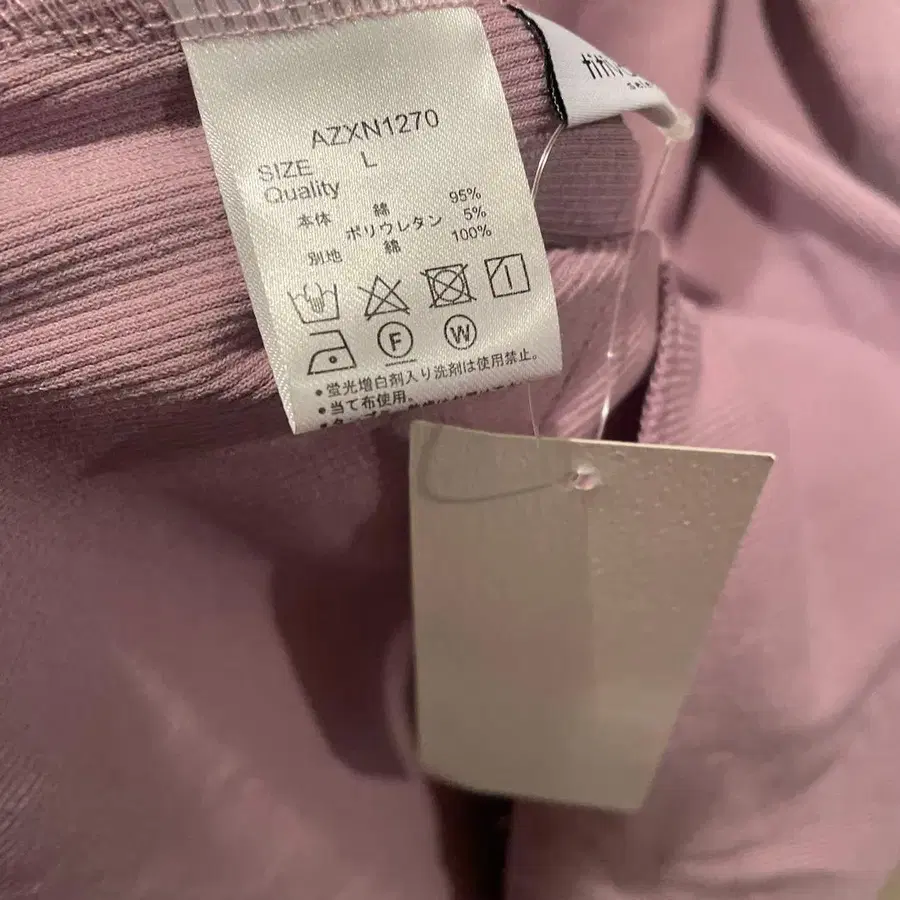 AZXN1270
SIZE L
Quality
本体 綿 95%
ポリウレタン 5%
別地 綿 100%
F
W
●蛍光増白剤入り洗剤は使用禁止。
●当て布使用。